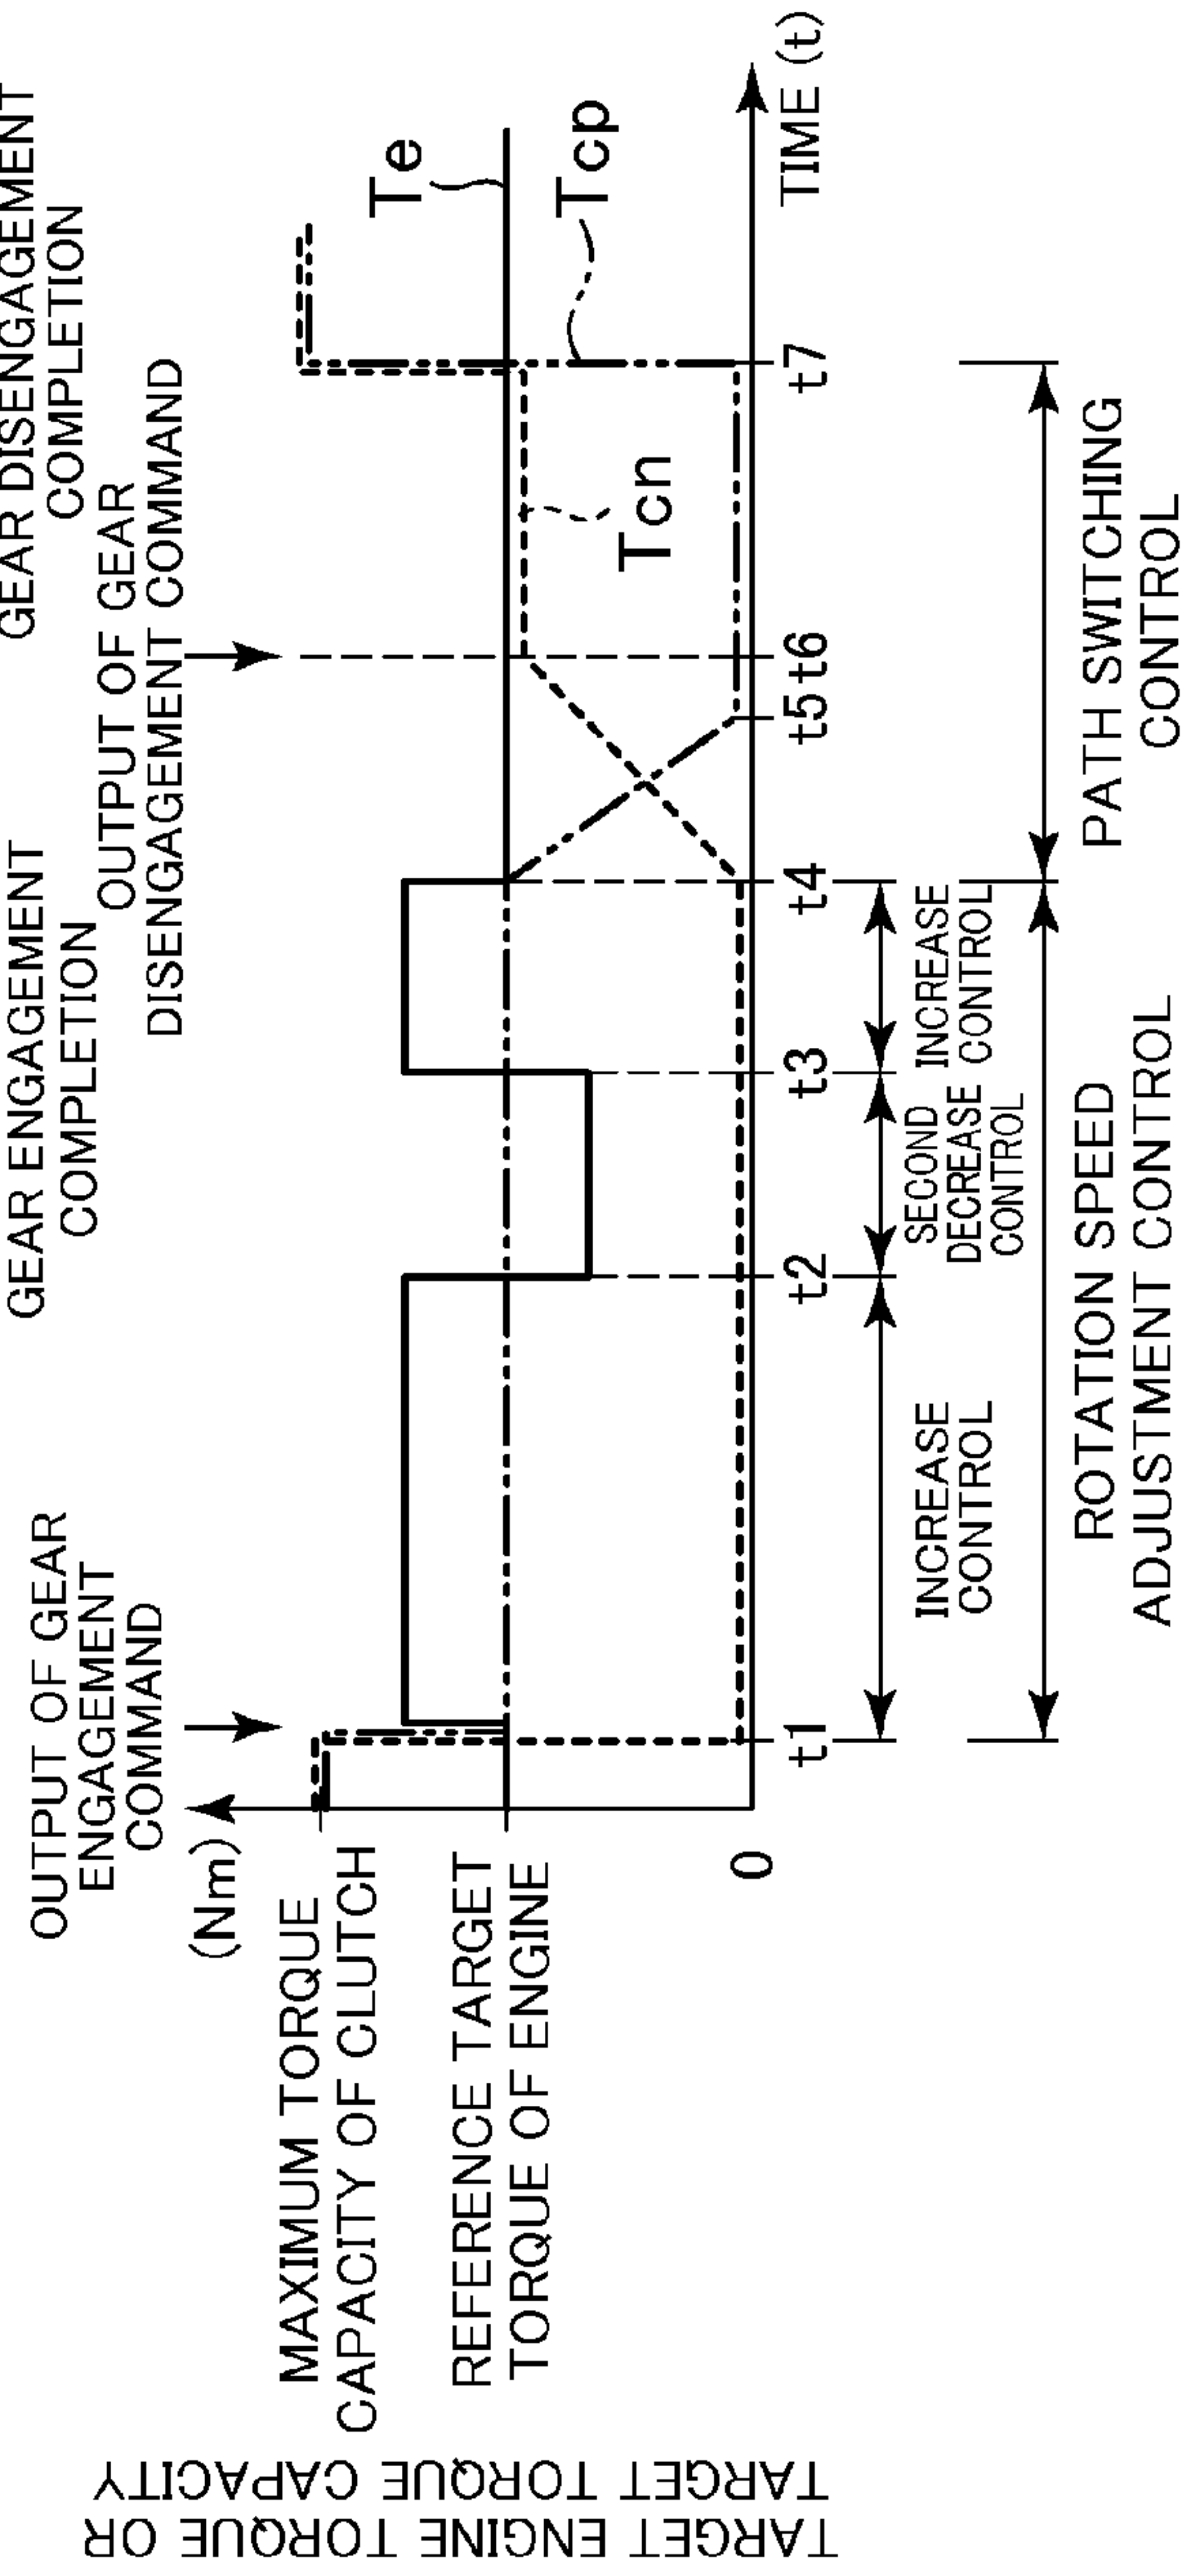 OUTPUT OF GEAR
ENGAGEMENT
COMMAND
GEAR ENGAGEMENT
COMPLETION
OUTPUT OF GEAR
DISENGAGEMENT COMMAND
GEAR DISENGAGEMENT
COMPLETION
TARGET ENGINE TORQUE OR
TARGET TORQUE CAPACITY
(Nm)
MAXIMUM TORQUE
CAPACITY OF CLUTCH
REFERENCE TARGET
TORQUE OF ENGINE
0
Te
Tcp
Tcn
t1
t2
t3
t4
t5
t6
t7
TIME (t)
INCREASE
CONTROL
SECOND
DECREASE
CONTROL
INCREASE
CONTROL
ROTATION SPEED
ADJUSTMENT CONTROL
PATH SWITCHING
CONTROL